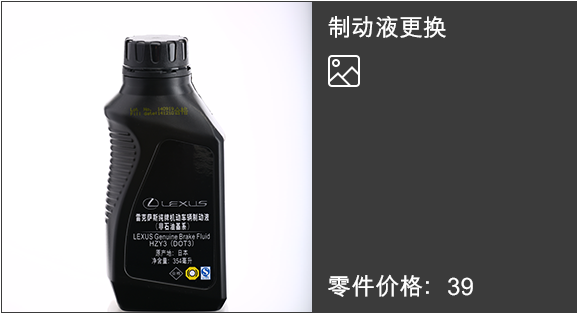 制动液更换
LEXUS
雷克萨斯纯牌机动车辆制动液
(非石油基系)
LEXUS Genuine Brake Fluid
HZY3 (DOT3)
原产地: 日本
净含量: 354毫升
零件价格: 39